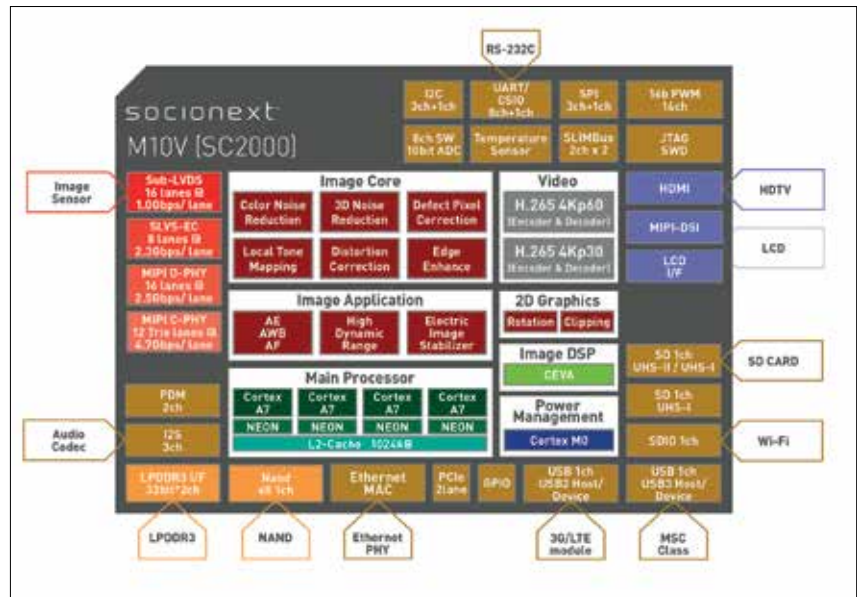 RS-232C
socionext
M10V (SC2000)
I2C
3ch+1ch
UART/
CSIO
8ch+1ch
SPI
3ch+1ch
16b PWM
16ch
8ch SW
10bit ADC
Temperature
Sensor
SLIMBus
2ch x 2
JTAG
SWD
Image
Sensor
Sub-LVDS
16 lanes @
1.0Gbps/ lane
SLVS-EC
8 lanes @
2.3Gbps/ lane
MIPI D-PHY
16 lanes @
2.5Gbps/ lane
MIPI C-PHY
12 Trio lanes @
4.7Gbps/ lane
Image Core
Color Noise
Reduction
3D Noise
Reduction
Defect Pixel
Correction
Local Tone
Mapping
Distortion
Correction
Edge
Enhance
Video
H.265 4Kp60
(Encoder & Decoder)
H.265 4Kp30
(Encoder & Decoder)
HDMI
MIPI-DSI
LCD
I/F
HDTV
LCD
Image Application
AE
AWB
AF
High
Dynamic
Range
Electric
Image
Stabilizer
2D Graphics
Rotation
Clipping
Image DSP
CEVA
Main Processor
Cortex
A7
Cortex
A7
Cortex
A7
Cortex
A7
NEON
NEON
NEON
NEON
L2-Cache 1024kB
Power
Management
Cortex M0
SD 1ch
UHS-II / UHS-I
SD 1ch
UHS-I
SDIO 1ch
SD CARD
Wi-Fi
Audio
Codec
PDM
2ch
I2S
3ch
LPDDR3 I/F
32bit*2ch
Nand
x8 1ch
Ethernet
MAC
PCIe
2lane
GPIO
USB 1ch
USB2 Host/
Device
USB 1ch
USB3 Host/
Device
LPDDR3
NAND
Ethernet
PHY
3G/LTE
module
MSC
Class